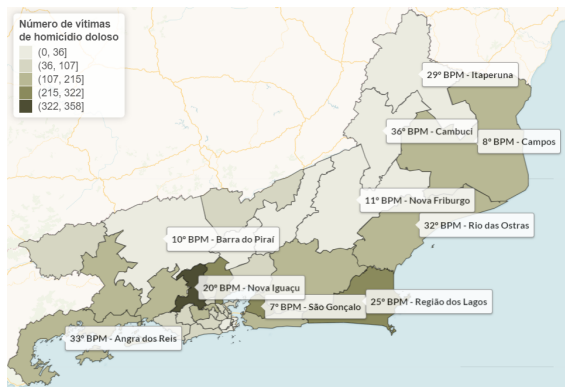 Número de vítimas
de homicídio doloso
(0, 36]
(36, 107]
(107, 215]
(215, 322]
(322, 358]
29º BPM - Itaperuna
36º BPM - Cambuci
8º BPM - Campos
11º BPM - Nova Friburgo
32º BPM - Rio das Ostras
10º BPM - Barra do Piraí
20º BPM - Nova Iguaçu
7º BPM - São Gonçalo
25º BPM - Região dos Lagos
33º BPM - Angra dos Reis